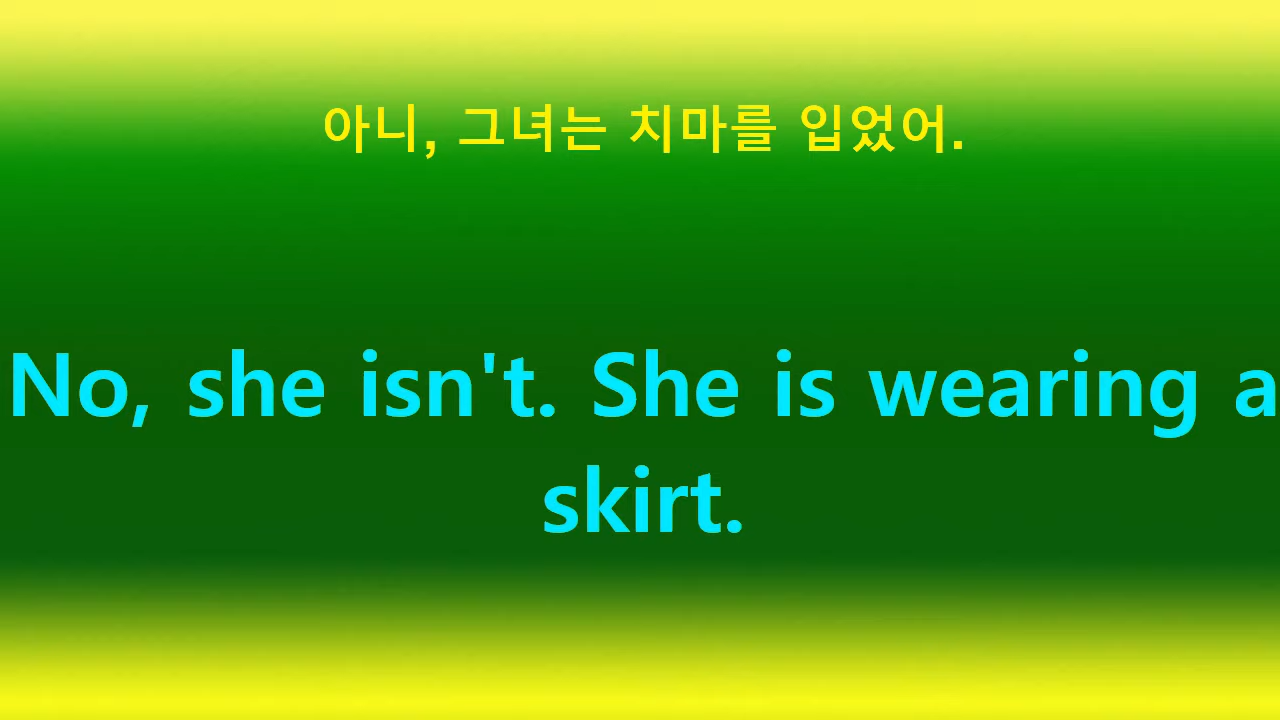 아니, 그녀는 치마를 입었어.
No, she isn't. She is wearing a
skirt.